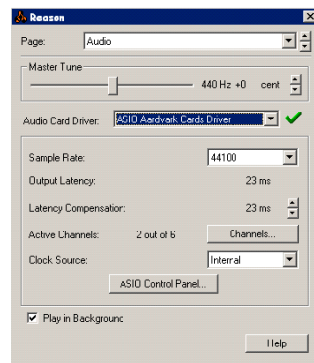 Reason
Page: Audio
Master Tune
440 Hz +0 cent
Audio Card Driver: ASIO Aardvark Cards Driver
Sample Rate: 44100
Output Latency: 23 ms
Latency Compensation: 23 ms
Active Channels: 2 out of 6 Channels...
Clock Source: Internal
ASIO Control Panel...
Play in Background
Help